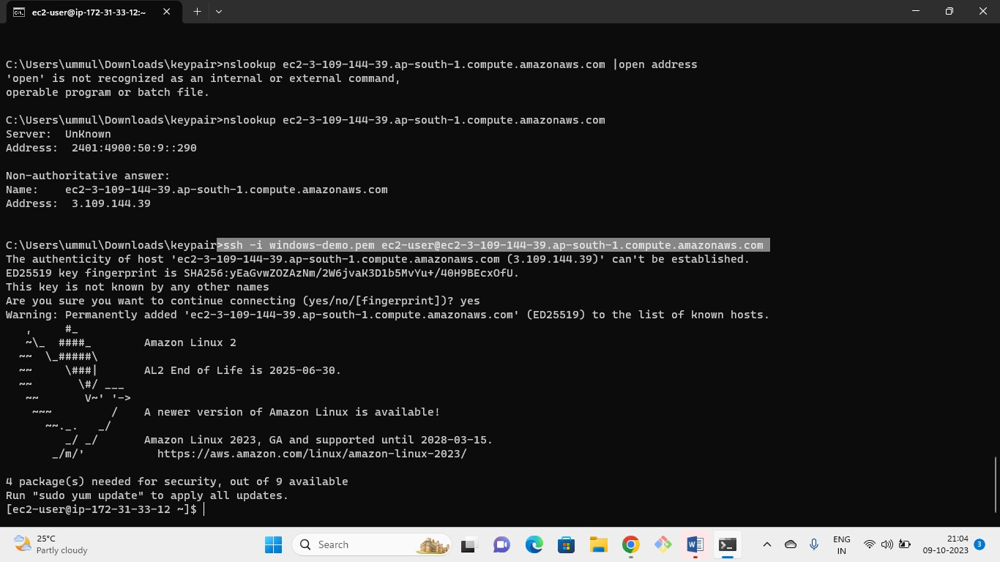 ec2-user@ip-172-31-33-12:~
C:\Users\ummul\Downloads\keypair>nslookup ec2-3-109-144-39.ap-south-1.compute.amazonaws.com |open address
'open' is not recognized as an internal or external command,
operable program or batch file.
C:\Users\ummul\Downloads\keypair>nslookup ec2-3-109-144-39.ap-south-1.compute.amazonaws.com
Server:  UnKnown
Address:  2401:4900:50:9::290
Non-authoritative answer:
Name:    ec2-3-109-144-39.ap-south-1.compute.amazonaws.com
Address:  3.109.144.39
C:\Users\ummul\Downloads\keypair>ssh -i windows-demo.pem ec2-user@ec2-3-109-144-39.ap-south-1.compute.amazonaws.com
The authenticity of host 'ec2-3-109-144-39.ap-south-1.compute.amazonaws.com (3.109.144.39)' can't be established.
ED25519 key fingerprint is SHA256:yEaGvwZOZAzNm/2W6jvaK3D1b5MvYu+/40H9BEcxOfU.
This key is not known by any other names
Are you sure you want to continue connecting (yes/no/[fingerprint])? yes
Warning: Permanently added 'ec2-3-109-144-39.ap-south-1.compute.amazonaws.com' (ED25519) to the list of known hosts.
   ,     #_
   ~\_  ####_        Amazon Linux 2
  ~~  \_#####\
  ~~     \###|       AL2 End of Life is 2025-06-30.
  ~~       \#/ ___
   ~~       V~' '->
    ~~~         /    A newer version of Amazon Linux is available!
      ~~._.   _/
         _/ _/       Amazon Linux 2023, GA and supported until 2028-03-15.
       _/m/'           https://aws.amazon.com/linux/amazon-linux-2023/
4 package(s) needed for security, out of 9 available
Run "sudo yum update" to apply all updates.
[ec2-user@ip-172-31-33-12 ~]$
25°C
Partly cloudy
Search
ENG
IN
21:04
09-10-2023
3